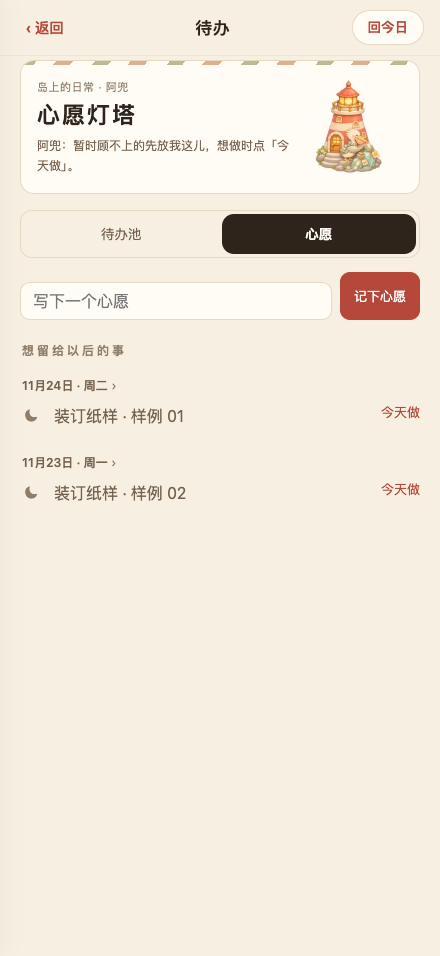 ‹ 返回
待办
回今日
岛上的日常 · 阿兜
心愿灯塔
阿兜：暂时顾不上的先放我这儿，想做时点「今
天做」。
待办池
心愿
写下一个心愿
记下心愿
想留给以后的事
11月24日 · 周二 ›
装订纸样 · 样例 01
今天做
11月23日 · 周一 ›
装订纸样 · 样例 02
今天做